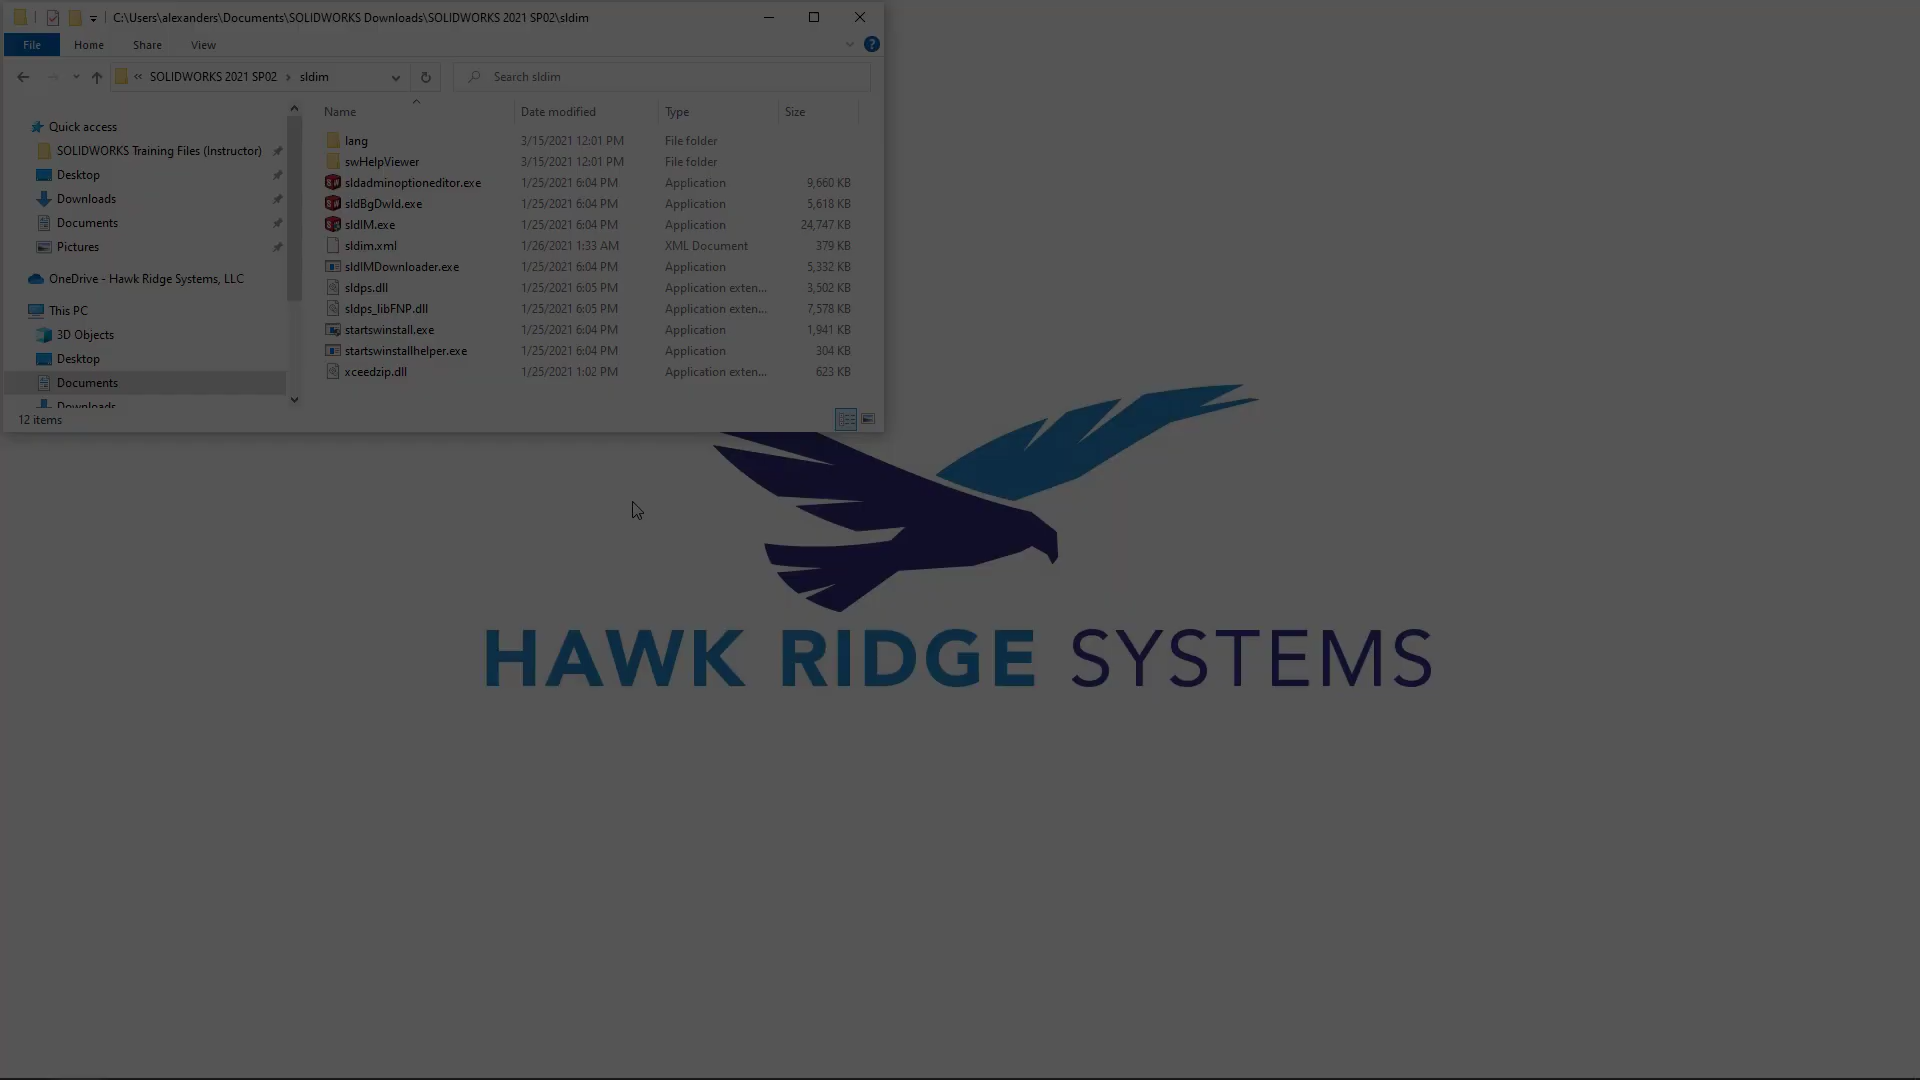 C:\Users\alexanders\Documents\SOLIDWORKS Downloads\SOLIDWORKS 2021 SP02\sldim
File Home Share View
« SOLIDWORKS 2021 SP02 › sldim Search sldim
Name Date modified Type Size
Quick access
SOLIDWORKS Training Files (Instructor)
Desktop
Downloads
Documents
Pictures
OneDrive - Hawk Ridge Systems, LLC
This PC
3D Objects
Desktop
Documents
Downloads
lang 3/15/2021 12:01 PM File folder
swHelpViewer 3/15/2021 12:01 PM File folder
sldadminoptioneditor.exe 1/25/2021 6:04 PM Application 9,660 KB
sldBgDwld.exe 1/25/2021 6:04 PM Application 5,618 KB
sldIM.exe 1/25/2021 6:04 PM Application 24,747 KB
sldim.xml 1/26/2021 1:33 AM XML Document 379 KB
sldIMDownloader.exe 1/25/2021 6:04 PM Application 5,332 KB
sldps.dll 1/25/2021 6:05 PM Application exten... 3,502 KB
sldps_libFNP.dll 1/25/2021 6:05 PM Application exten... 7,578 KB
startswinstall.exe 1/25/2021 6:04 PM Application 1,941 KB
startswinstallhelper.exe 1/25/2021 6:04 PM Application 304 KB
xceedzip.dll 1/25/2021 1:02 PM Application exten... 623 KB
12 items
HAWK RIDGE SYSTEMS